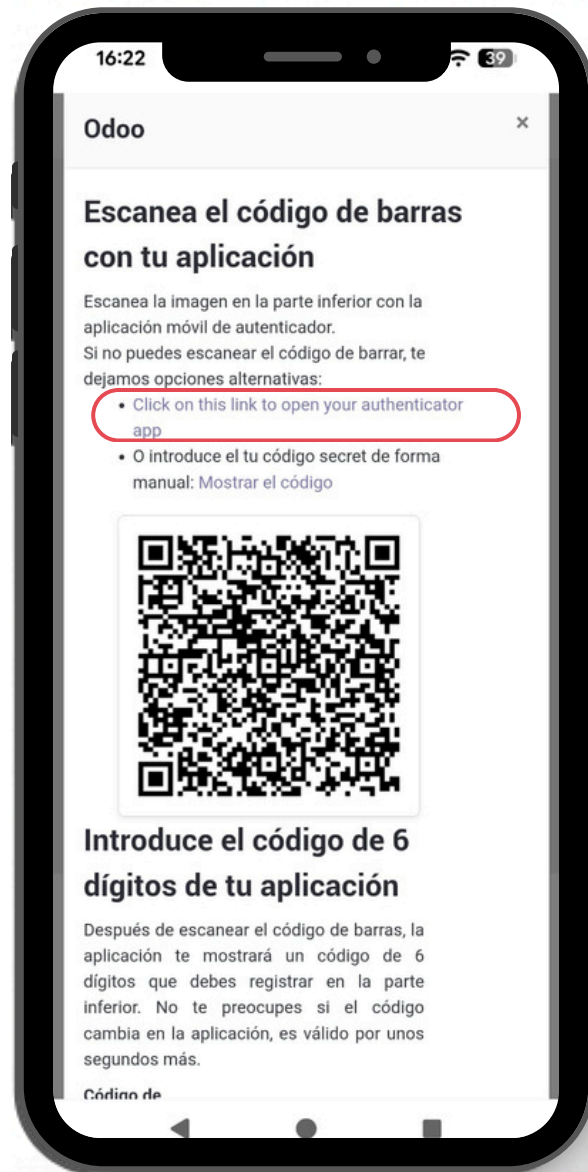 16:22
39
Odoo
×
Escanea el código de barras
con tu aplicación
Escanea la imagen en la parte inferior con la
aplicación móvil de autenticador.
Si no puedes escanear el código de barrar, te
dejamos opciones alternativas:
• Click on this link to open your authenticator
app
• O introduce el tu código secret de forma
manual: Mostrar el código
Introduce el código de 6
dígitos de tu aplicación
Después de escanear el código de barras, la
aplicación te mostrará un código de 6
dígitos que debes registrar en la parte
inferior. No te preocupes si el código
cambia en la aplicación, es válido por unos
segundos más.
Código de